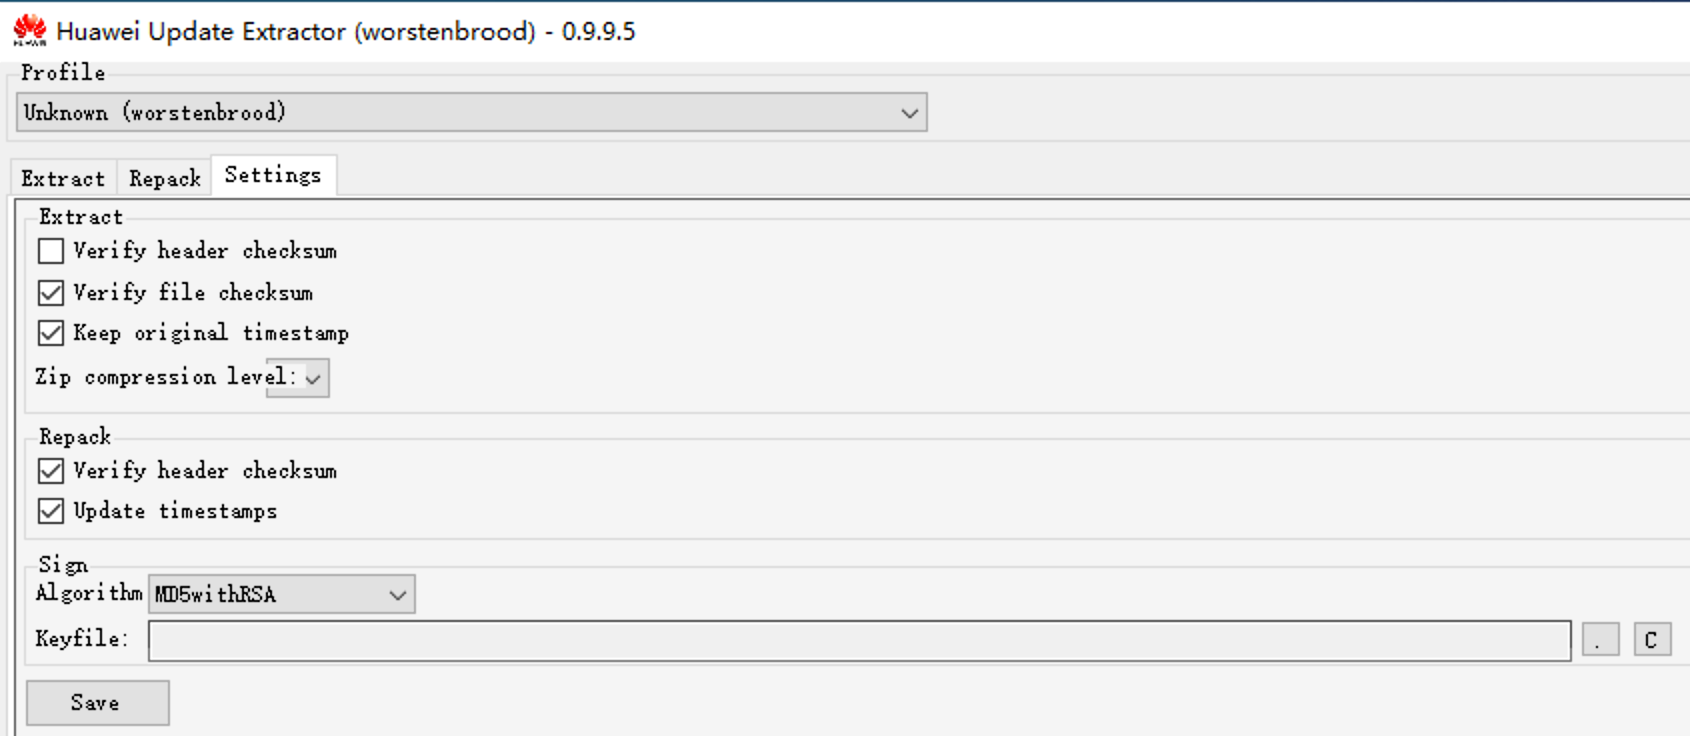 Huawei Update Extractor (worstenbrood) - 0.9.9.5
Profile
Unknown (worstenbrood)
Extract Repack Settings
Extract
Verify header checksum
Verify file checksum
Keep original timestamp
Zip compression level:
Repack
Verify header checksum
Update timestamps
Sign
Algorithm MD5withRSA
Keyfile: . C
Save